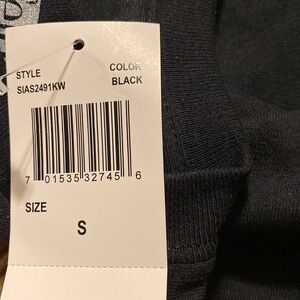 STYLE COLOR
SIAS2491KW BLACK
7 01535 32745 6
SIZE
S